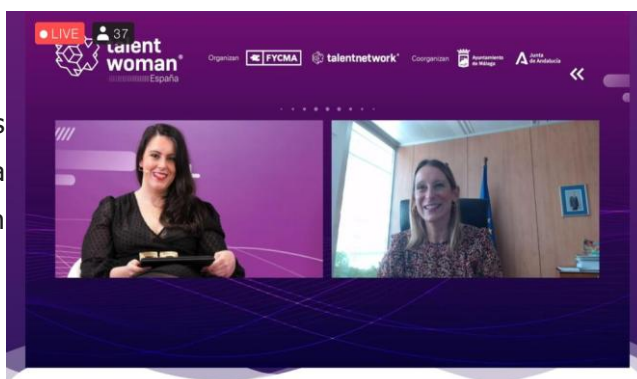 LIVE 37
talent
woman
España
Organizan FYCMA talentnetwork Coorganizan Ayuntamiento
de Málaga Junta
de Andalucía
s
a
n